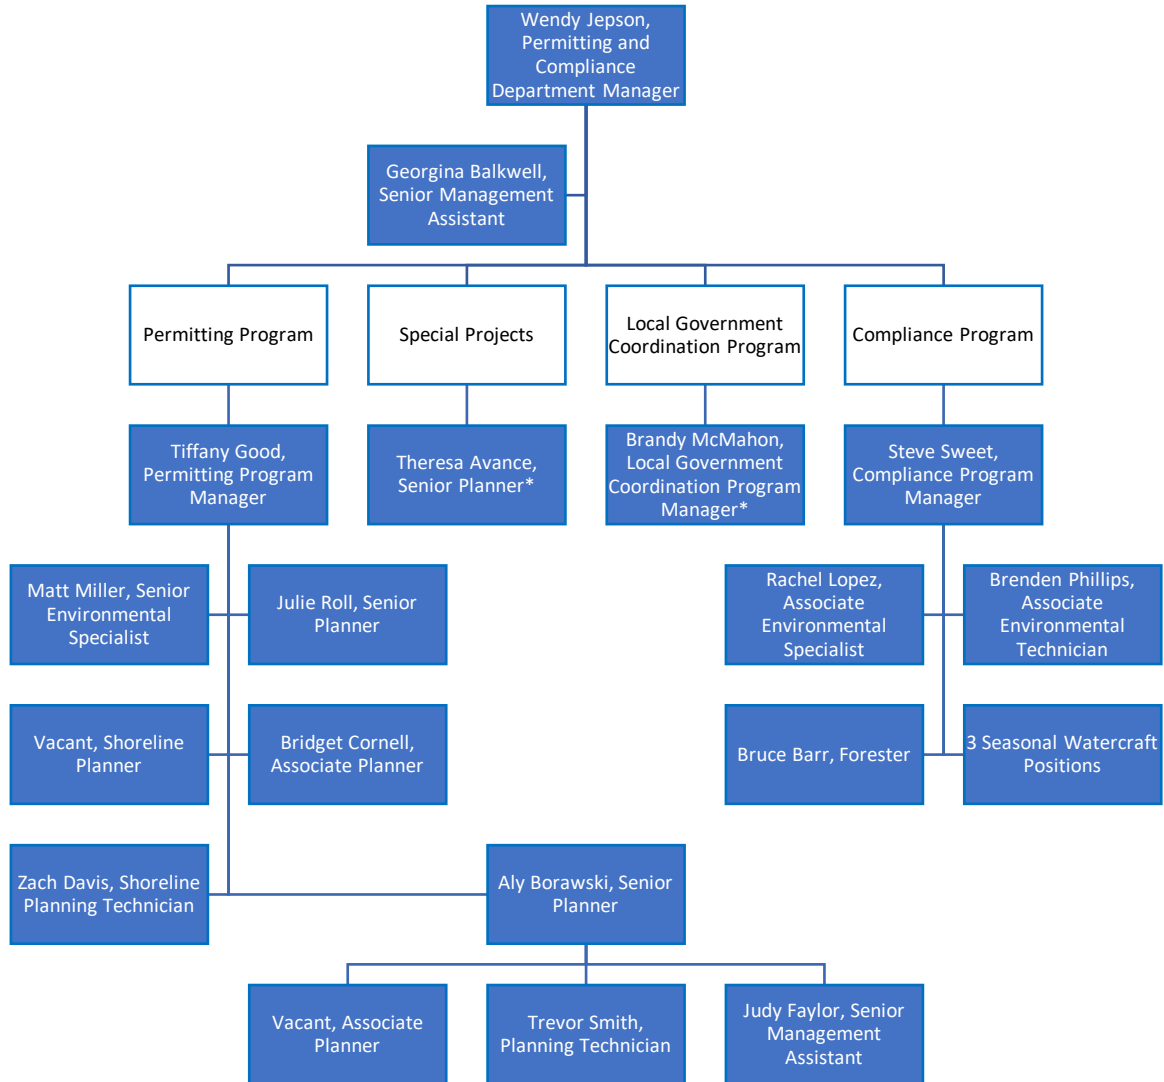 Wendy Jepson,
Permitting and
Compliance
Department Manager
Georgina Balkwell,
Senior Management
Assistant
Permitting Program
Special Projects
Local Government
Coordination Program
Compliance Program
Tiffany Good,
Permitting Program
Manager
Theresa Avance,
Senior Planner*
Brandy McMahon,
Local Government
Coordination Program
Manager*
Steve Sweet,
Compliance Program
Manager
Matt Miller, Senior
Environmental
Specialist
Julie Roll, Senior
Planner
Rachel Lopez,
Associate
Environmental
Specialist
Brenden Phillips,
Associate
Environmental
Technician
Vacant, Shoreline
Planner
Bridget Cornell,
Associate Planner
Bruce Barr, Forester
3 Seasonal Watercraft
Positions
Zach Davis, Shoreline
Planning Technician
Aly Borawski, Senior
Planner
Vacant, Associate
Planner
Trevor Smith,
Planning Technician
Judy Faylor, Senior
Management
Assistant